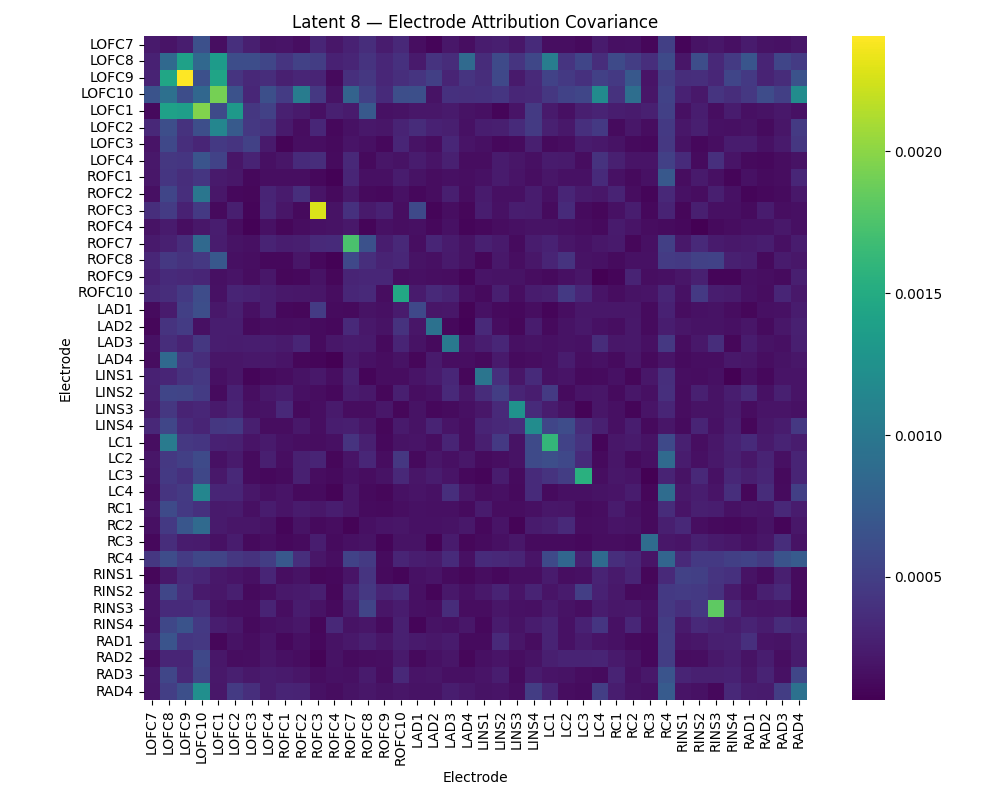 Latent 8 — Electrode Attribution Covariance
LOFC7
LOFC8
LOFC9
LOFC10
LOFC1
LOFC2
LOFC3
LOFC4
ROFC1
ROFC2
ROFC3
ROFC4
ROFC7
ROFC8
ROFC9
ROFC10
LAD1
LAD2
LAD3
LAD4
LINS1
LINS2
LINS3
LINS4
LC1
LC2
LC3
LC4
RC1
RC2
RC3
RC4
RINS1
RINS2
RINS3
RINS4
RAD1
RAD2
RAD3
RAD4
Electrode
LOFC7
LOFC8
LOFC9
LOFC10
LOFC1
LOFC2
LOFC3
LOFC4
ROFC1
ROFC2
ROFC3
ROFC4
ROFC7
ROFC8
ROFC9
ROFC10
LAD1
LAD2
LAD3
LAD4
LINS1
LINS2
LINS3
LINS4
LC1
LC2
LC3
LC4
RC1
RC2
RC3
RC4
RINS1
RINS2
RINS3
RINS4
RAD1
RAD2
RAD3
RAD4
Electrode
0.0020
0.0015
0.0010
0.0005